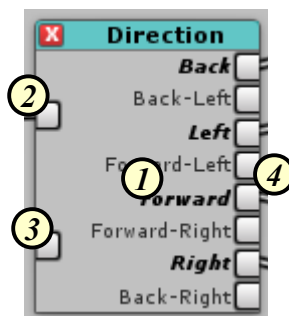 X Direction
Back
2 Back-Left
Left
Forward-Left
1 4
Forward
3 Forward-Right
Right
Back-Right